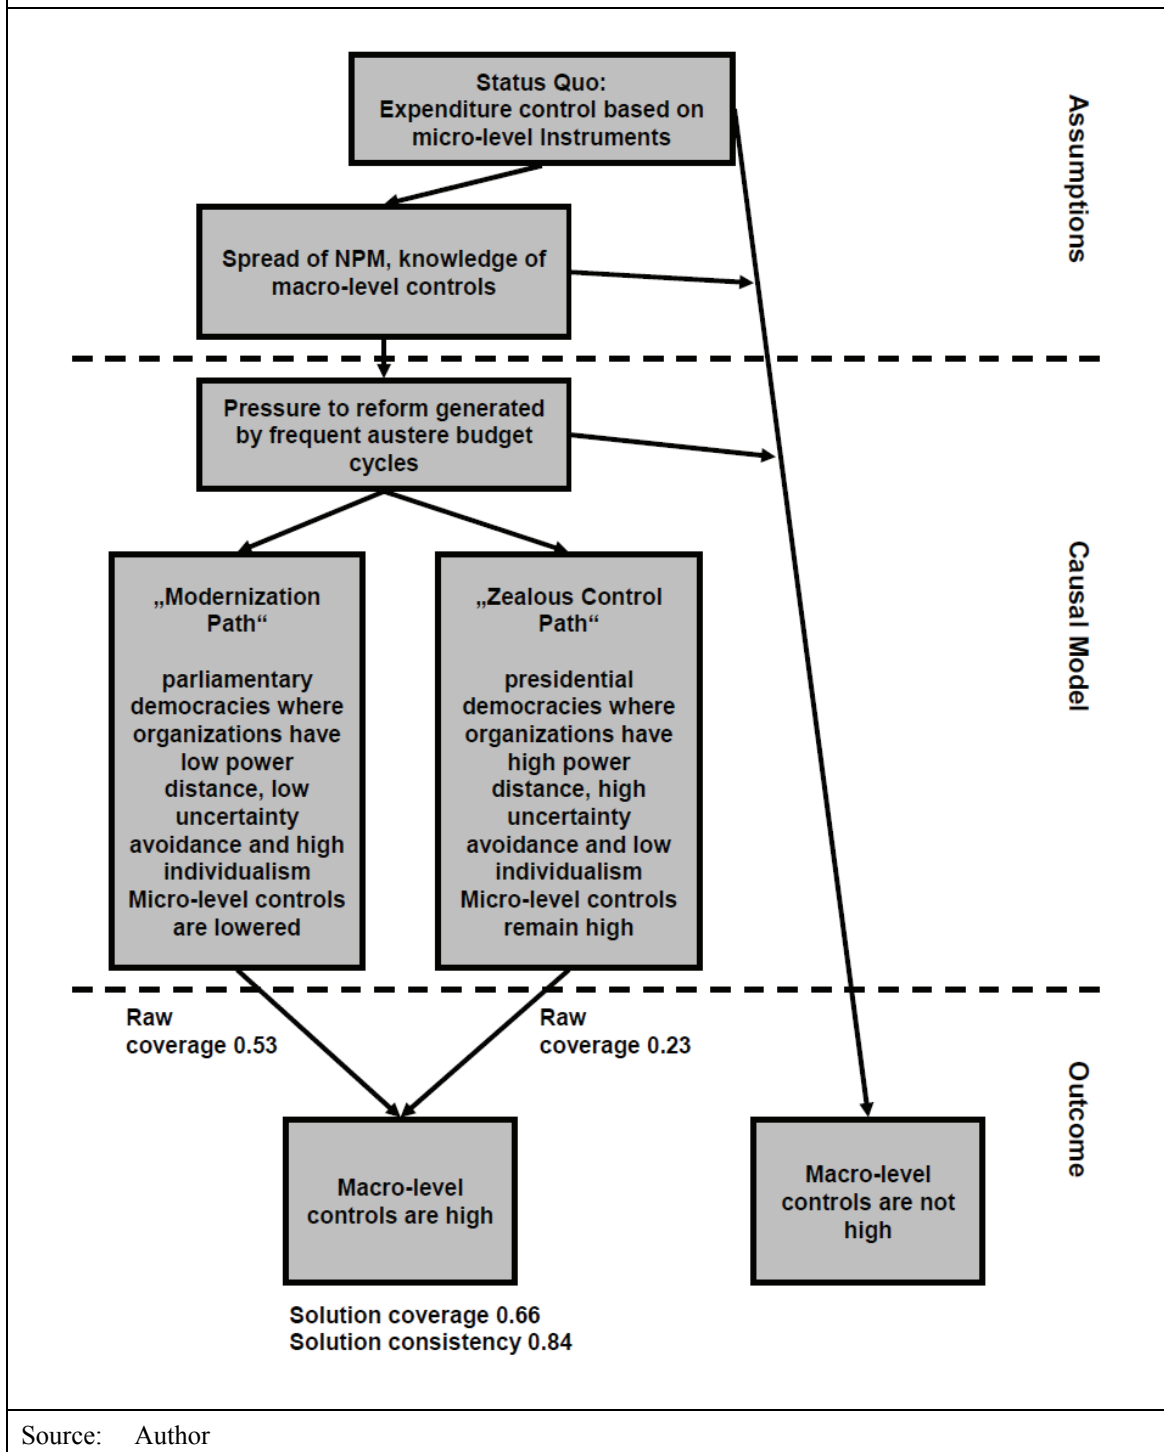 Status Quo:
Expenditure control based on
micro-level Instruments
Assumptions
Spread of NPM, knowledge of
macro-level controls
Pressure to reform generated
by frequent austere budget
cycles
Causal Model
„Modernization
Path“
parliamentary
democracies where
organizations have
low power
distance, low
uncertainty
avoidance and high
individualism
Micro-level controls
are lowered
„Zealous Control
Path“
presidential
democracies where
organizations have
high power
distance, high
uncertainty
avoidance and low
individualism
Micro-level controls
remain high
Raw
coverage 0.53
Raw
coverage 0.23
Outcome
Macro-level
controls are high
Macro-level
controls are not
high
Solution coverage 0.66
Solution consistency 0.84
Source: Author